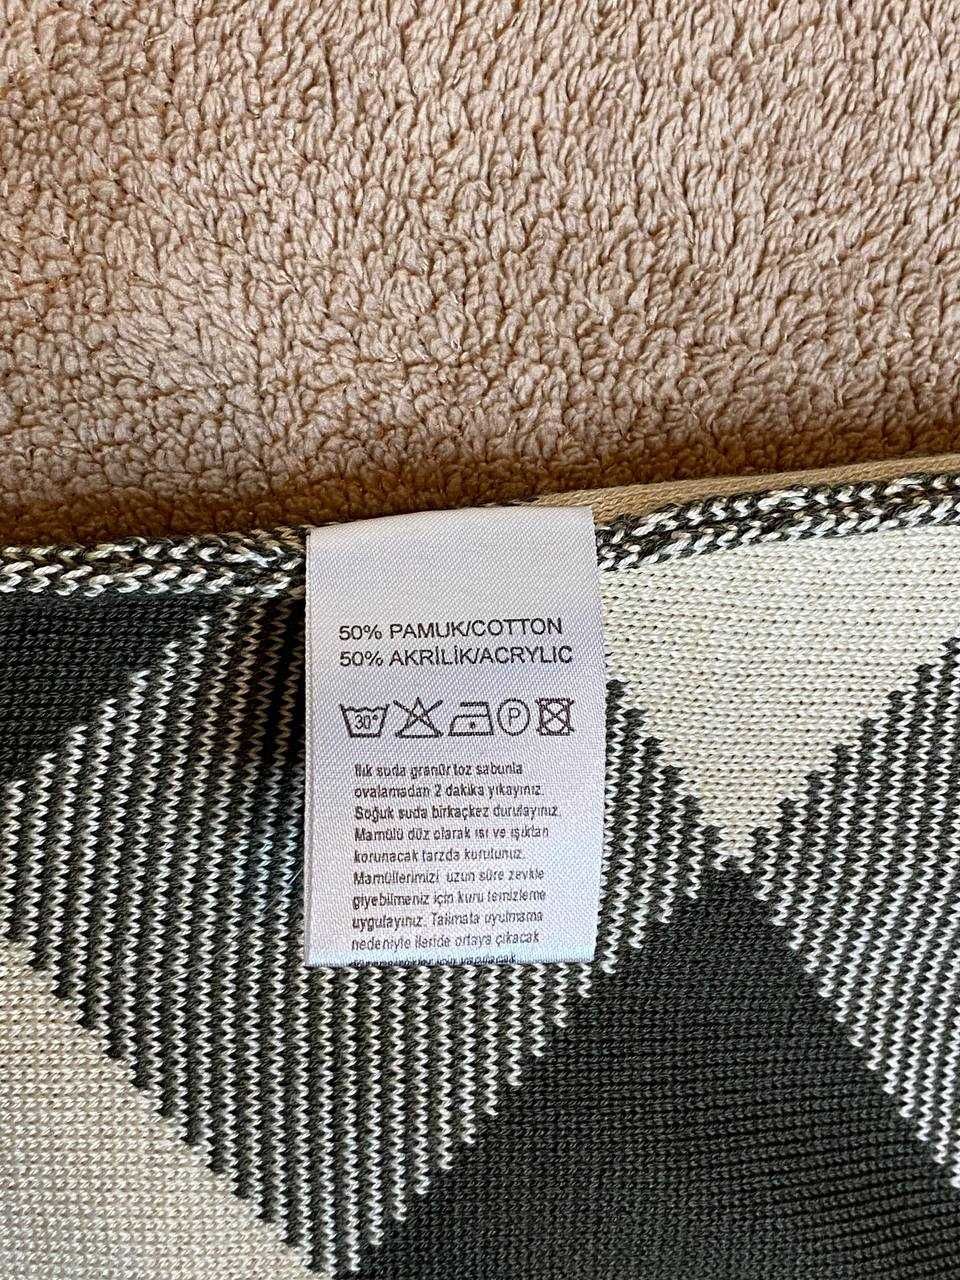 50% PAMUK/COTTON
50% AKRİLİK/ACRYLIC
30° P
Ilık suda granür toz sabunla
ovalamadan 2 dakika yıkayınız.
Soğuk suda birkaçkez durulayınız.
Mamülü düz olarak ısı ve ışıktan
korunacak tarzda kurutunuz.
Mamüllerimizi uzun süre zevkle
giyebilmeniz için kuru temizleme
uygulayınız. Talimata uyulmama
nedeniyle ileride ortaya çıkacak